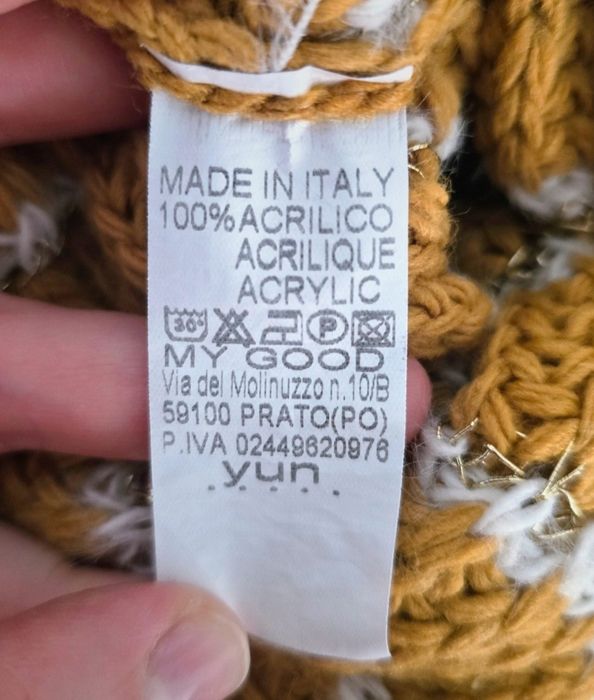 MADE IN ITALY
100% ACRILICO
ACRILIQUE
ACRYLIC
30° P
MY GOOD
Via del Molinuzzo n.10/B
59100 PRATO(PO)
P.IVA 02449620976
yun